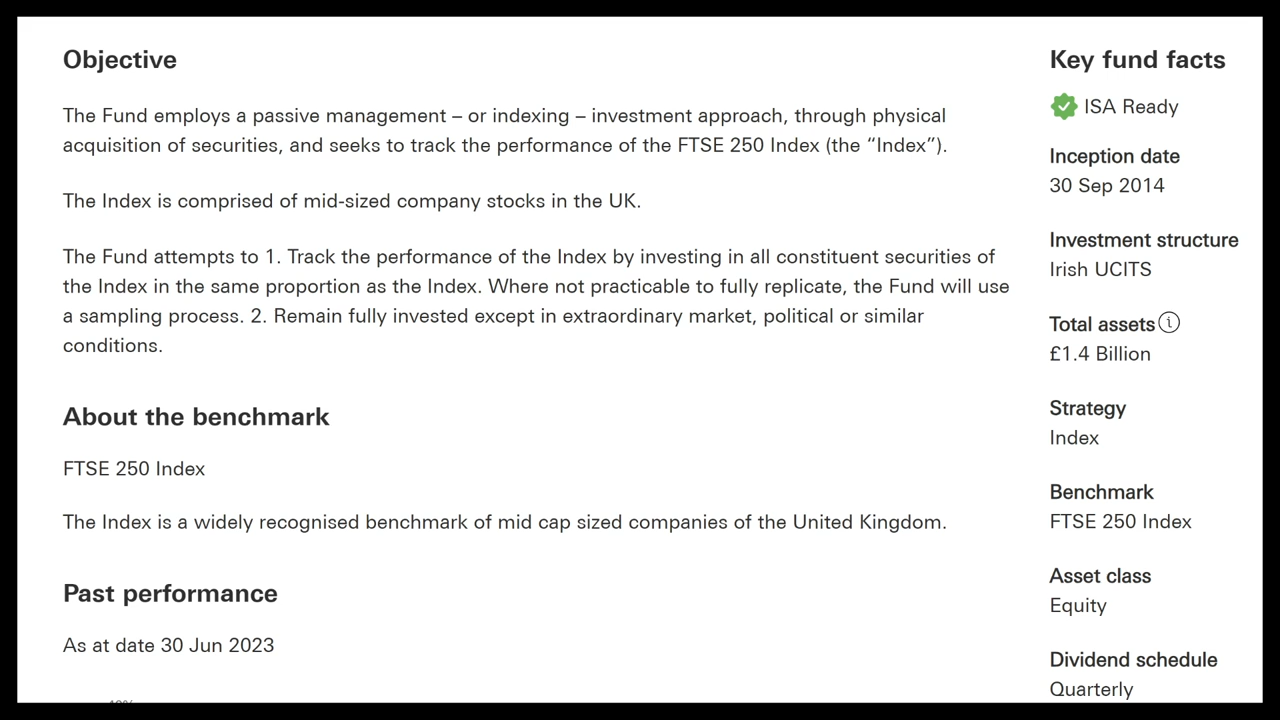 Objective
The Fund employs a passive management – or indexing – investment approach, through physical
acquisition of securities, and seeks to track the performance of the FTSE 250 Index (the “Index”).
The Index is comprised of mid-sized company stocks in the UK.
The Fund attempts to 1. Track the performance of the Index by investing in all constituent securities of
the Index in the same proportion as the Index. Where not practicable to fully replicate, the Fund will use
a sampling process. 2. Remain fully invested except in extraordinary market, political or similar
conditions.
About the benchmark
FTSE 250 Index
The Index is a widely recognised benchmark of mid cap sized companies of the United Kingdom.
Past performance
As at date 30 Jun 2023
Key fund facts
ISA Ready
Inception date
30 Sep 2014
Investment structure
Irish UCITS
Total assets
£1.4 Billion
Strategy
Index
Benchmark
FTSE 250 Index
Asset class
Equity
Dividend schedule
Quarterly